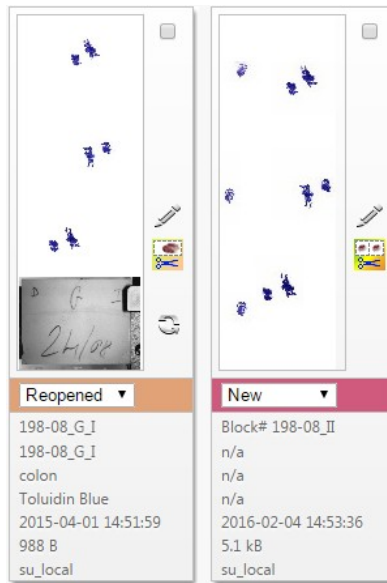 G
24/08
Reopened
198-08_G_I
198-08_G_I
colon
Toluidin Blue
2015-04-01 14:51:59
988 B
su_local
New
Block# 198-08_II
n/a
n/a
n/a
2016-02-04 14:53:36
5.1 kB
su_local